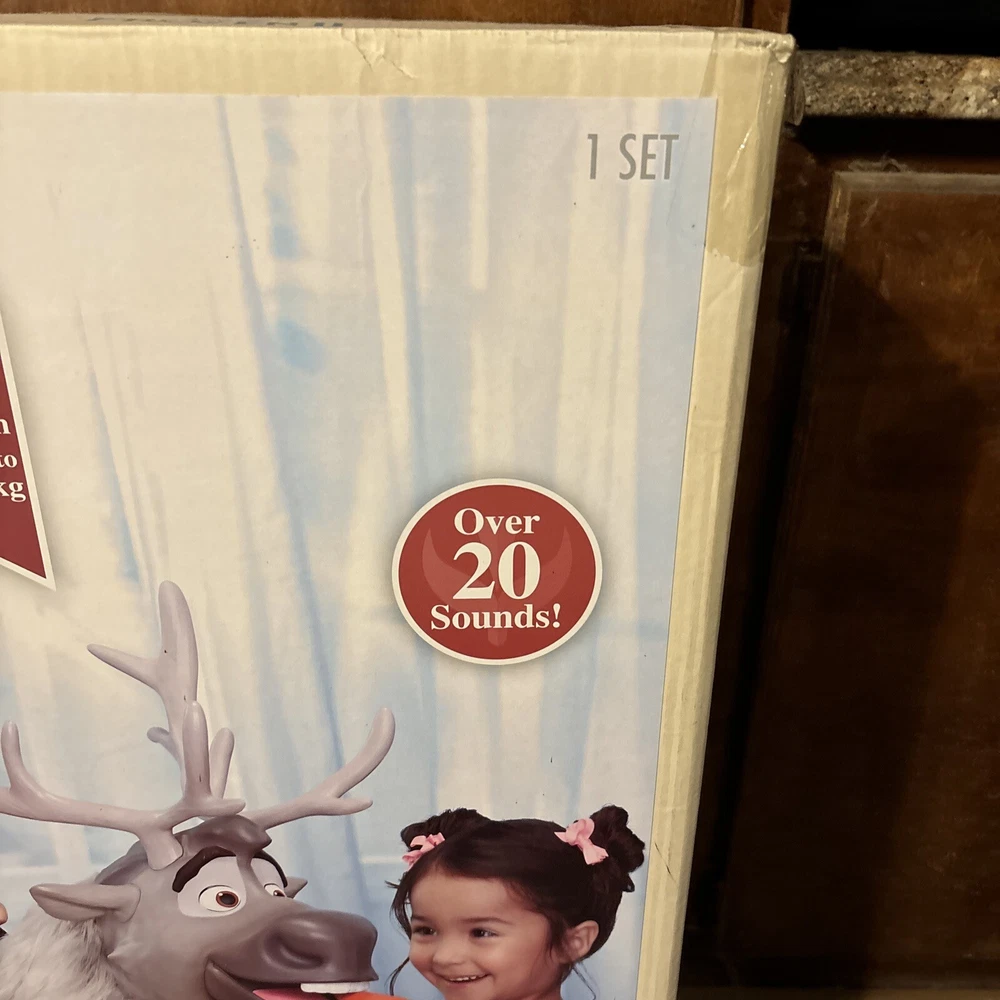 1 SET
to
kg
Over
20
Sounds!